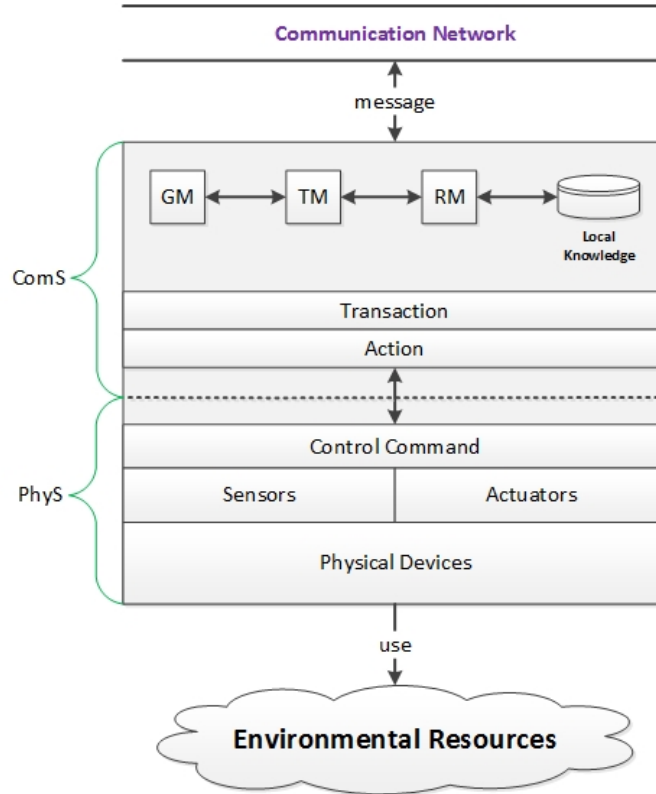 Communication Network
message
GM
TM
RM
Local
Knowledge
ComS
Transaction
Action
Control Command
PhyS
Sensors
Actuators
Physical Devices
use
Environmental Resources